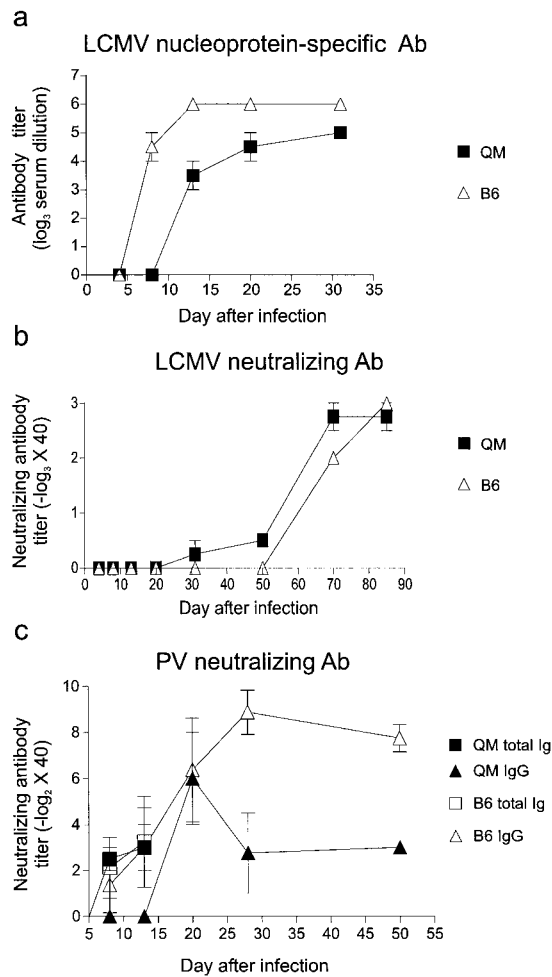 a
LCMV nucleoprotein-specific Ab
Antibody titer
(log₃ serum dilution)
7
6
5
4
3
2
1
0
0 5 10 15 20 25 30 35
Day after infection
QM
B6
b
LCMV neutralizing Ab
Neutralizing antibody
titer (-log₃ X 40)
3
2
1
0
0 10 20 30 40 50 60 70 80 90
Day after infection
QM
B6
c
PV neutralizing Ab
Neutralizing antibody
titer (-log₂ X 40)
10
8
6
4
2
0
5 10 15 20 25 30 35 40 45 50 55
Day after infection
QM total Ig
QM IgG
B6 total Ig
B6 IgG